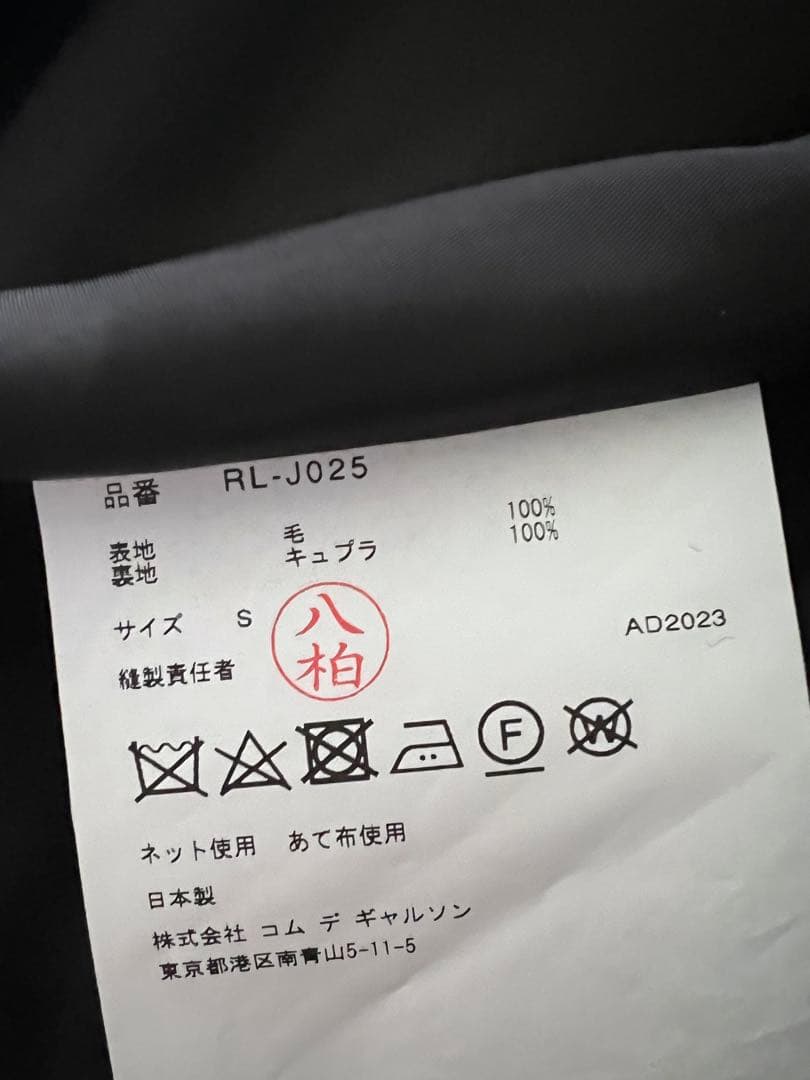 品番 RL-J025
表地 毛 100%
裏地 キュプラ 100%
サイズ S AD2023
縫製責任者 八柏
F W
ネット使用 あて布使用
日本製
株式会社 コム デ ギャルソン
東京都港区南青山5-11-5